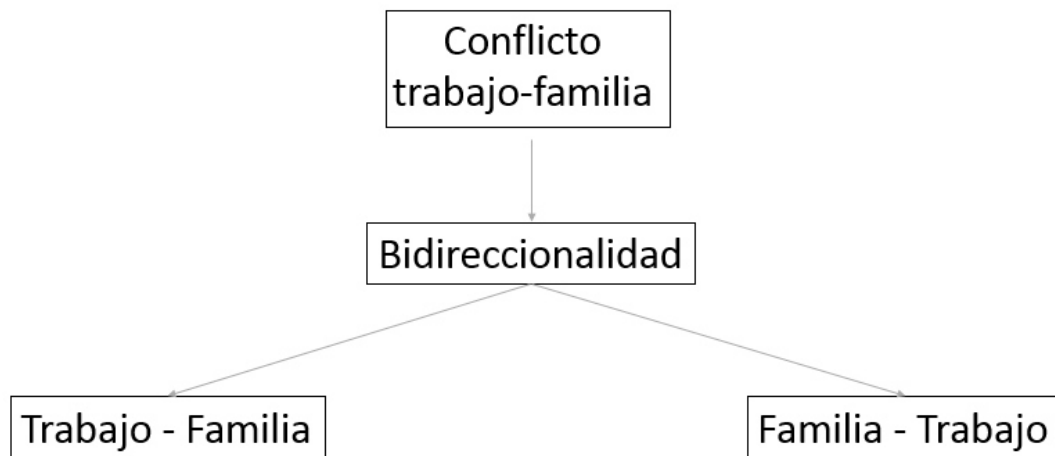 Conflicto
trabajo-familia
Bidireccionalidad
Trabajo - Familia
Familia - Trabajo